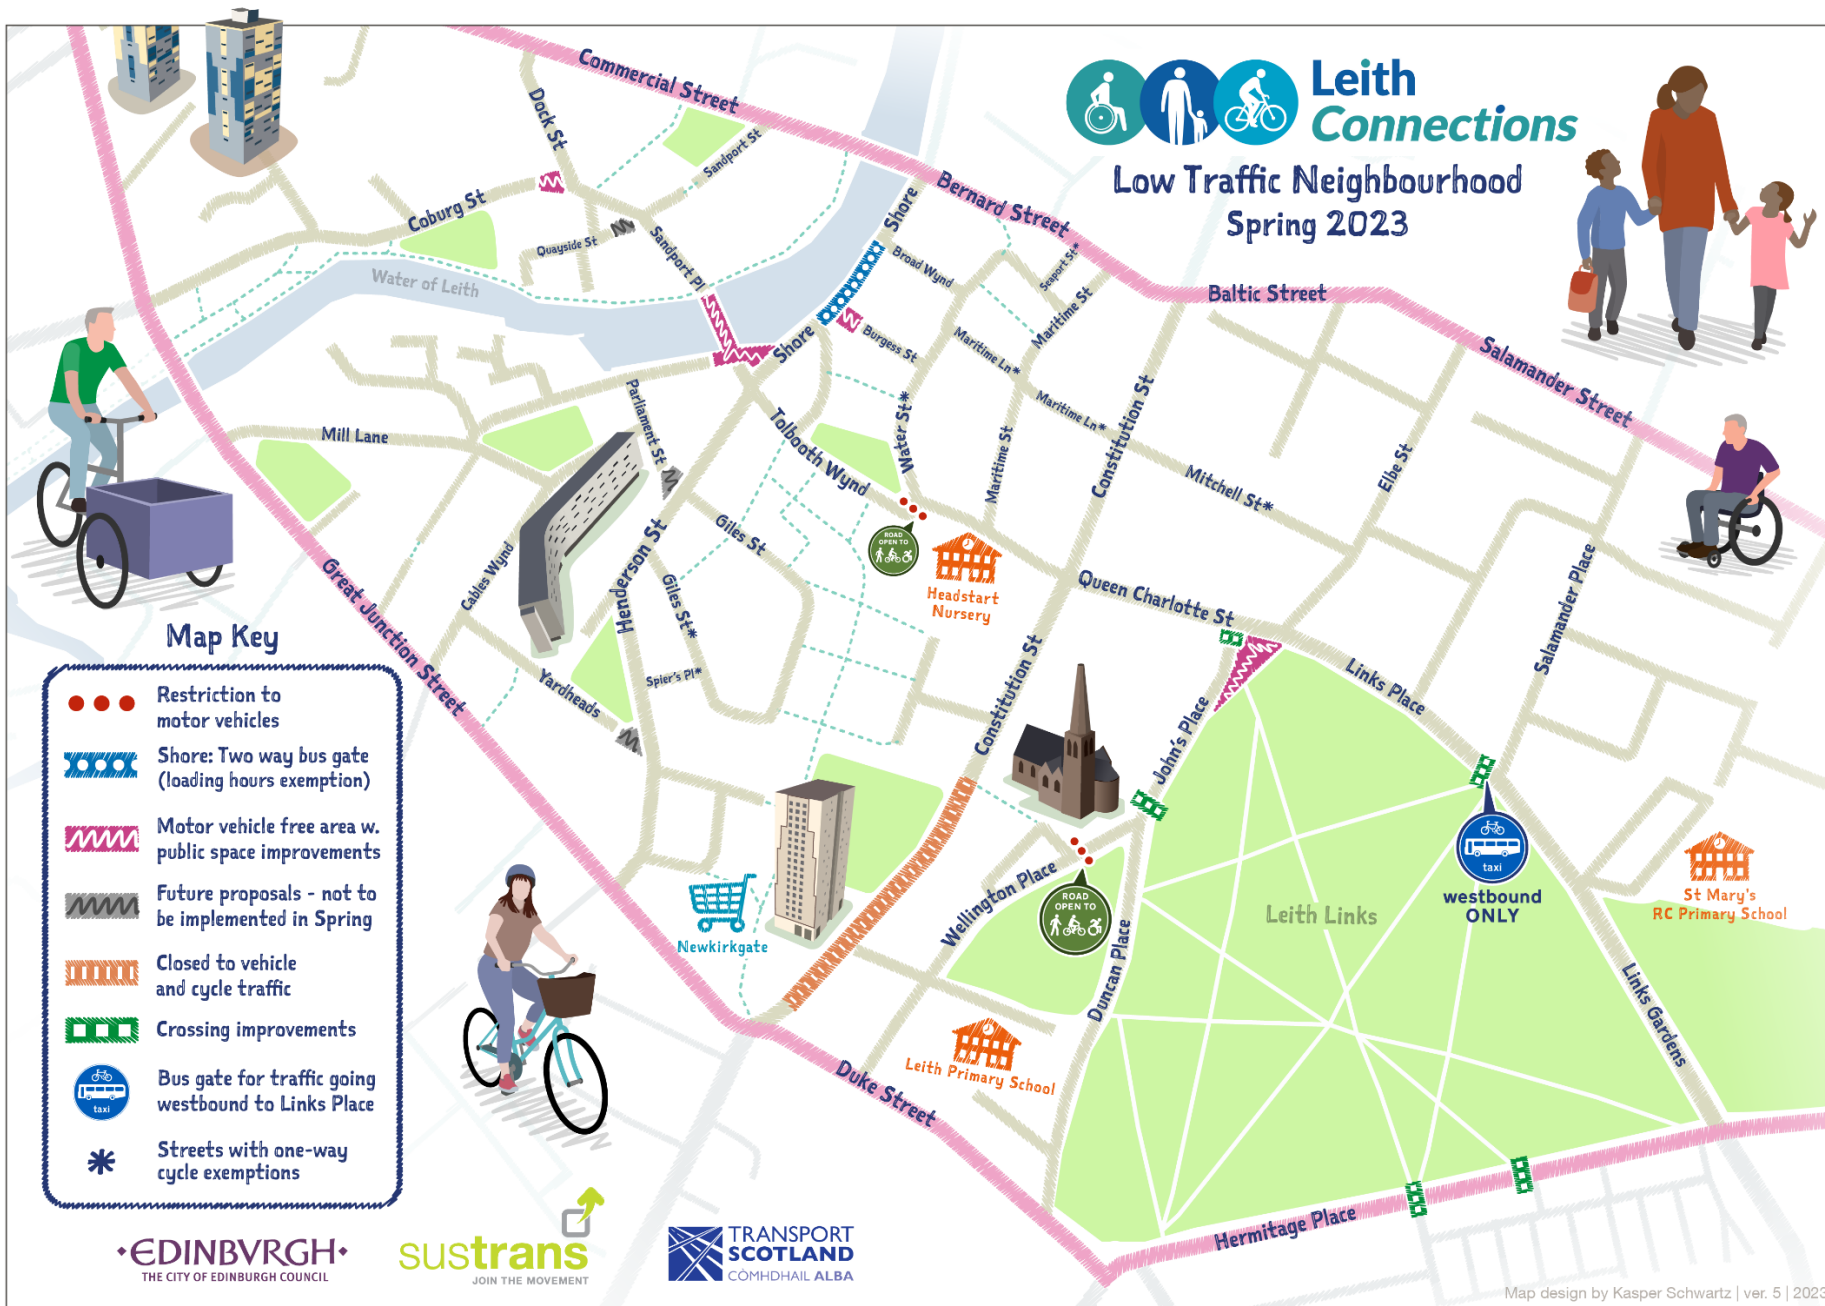 Leith
Connections
Low Traffic Neighbourhood
Spring 2023
Commercial Street
Dock St
Sandport St
Coburg St
Quayside St
Sandport Pl
Water of Leith
Shore
Bernard Street
Broad Wynd
Seaport St*
Maritime St
Baltic Street
Salamander Street
Shore
Burgess St
Maritime Ln*
Maritime Ln*
Water St*
Maritime St
Constitution St
Mitchell St*
Elbe St
Mill Lane
Parliament St
Tolbooth Wynd
Giles St
Cables Wynd
Henderson St
Giles St*
Spier's Pl*
Yardheads
Great Junction Street
ROAD
OPEN TO
Headstart
Nursery
Queen Charlotte St
Constitution St
Salamander Place
Links Place
John's Place
taxi
westbound
ONLY
St Mary's
RC Primary School
Wellington Place
ROAD
OPEN TO
Leith Links
Duncan Place
Links Gardens
Newkirkgate
Leith Primary School
Duke Street
Hermitage Place
Map Key
Restriction to
motor vehicles
Shore: Two way bus gate
(loading hours exemption)
Motor vehicle free area w.
public space improvements
Future proposals - not to
be implemented in Spring
Closed to vehicle
and cycle traffic
Crossing improvements
taxi
Bus gate for traffic going
westbound to Links Place
* Streets with one-way
cycle exemptions
•EDINBVRGH•
THE CITY OF EDINBURGH COUNCIL
sustrans
JOIN THE MOVEMENT
TRANSPORT
SCOTLAND
CÒMHDHAIL ALBA
Map design by Kasper Schwartz | ver. 5 | 2023